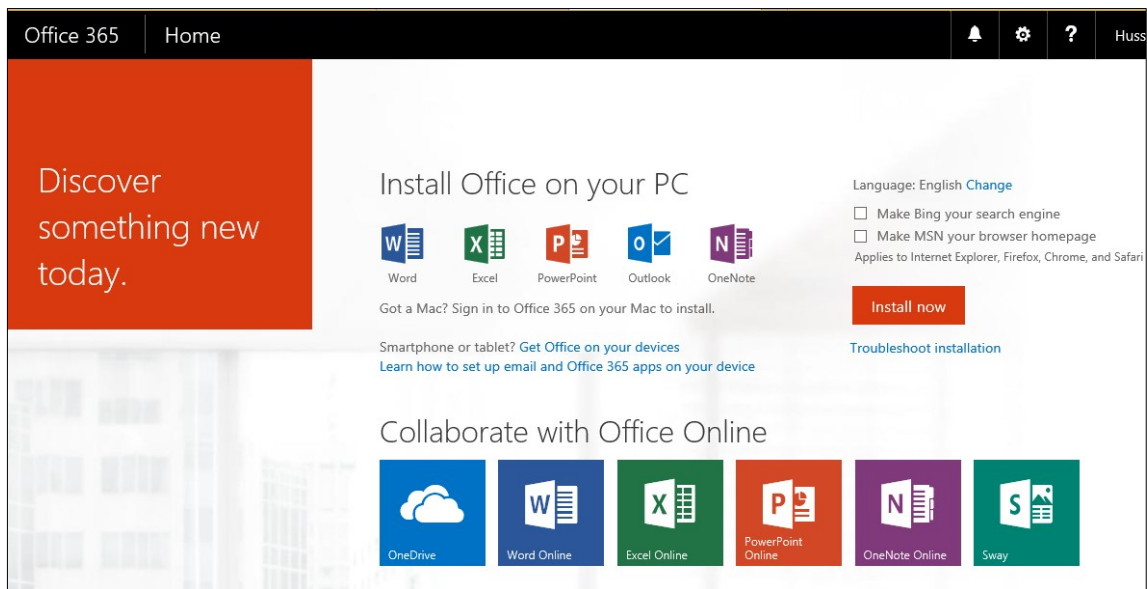 Office 365 Home ? Huss
Discover
something new
today.
Install Office on your PC
W X P O N
Word Excel PowerPoint Outlook OneNote
Got a Mac? Sign in to Office 365 on your Mac to install.
Smartphone or tablet? Get Office on your devices
Learn how to set up email and Office 365 apps on your device
Language: English Change
Make Bing your search engine
Make MSN your browser homepage
Applies to Internet Explorer, Firefox, Chrome, and Safari
Install now
Troubleshoot installation
Collaborate with Office Online
W X P N S
OneDrive Word Online Excel Online PowerPoint Online OneNote Online Sway